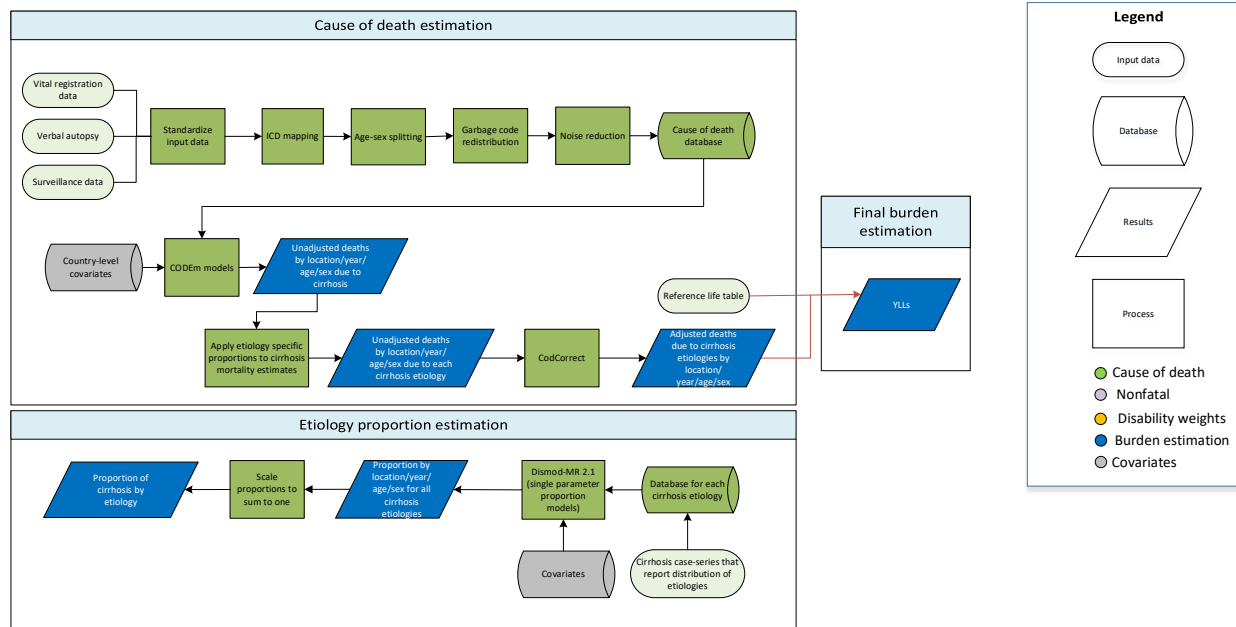 Cause of death estimation
Vital registration
data
Verbal autopsy
Surveillance data
Standardize
input data
ICD mapping
Age-sex splitting
Garbage code
redistribution
Noise reduction
Cause of death
database
Country-level
covariates
CODEm models
Unadjusted deaths
by location/year/
age/sex due to
cirrhosis
Apply etiology specific
proportions to cirrhosis
mortality estimates
Unadjusted deaths
by location/year/
age/sex due to each
cirrhosis etiology
CodCorrect
Reference life table
Adjusted deaths
due to cirrhosis
etiologies by
location/
year/age/sex
Final burden
estimation
YLLs
Etiology proportion estimation
Proportion of
cirrhosis by
etiology
Scale
proportions to
sum to one
Proportion by
location/year/
age/sex for all
cirrhosis
etiologies
Dismod-MR 2.1
(single parameter
proportion
models)
Database for each
cirrhosis etiology
Covariates
Cirrhosis case-series that
report distribution of
etiologies
Legend
Input data
Database
Results
Process
Cause of death
Nonfatal
Disability weights
Burden estimation
Covariates